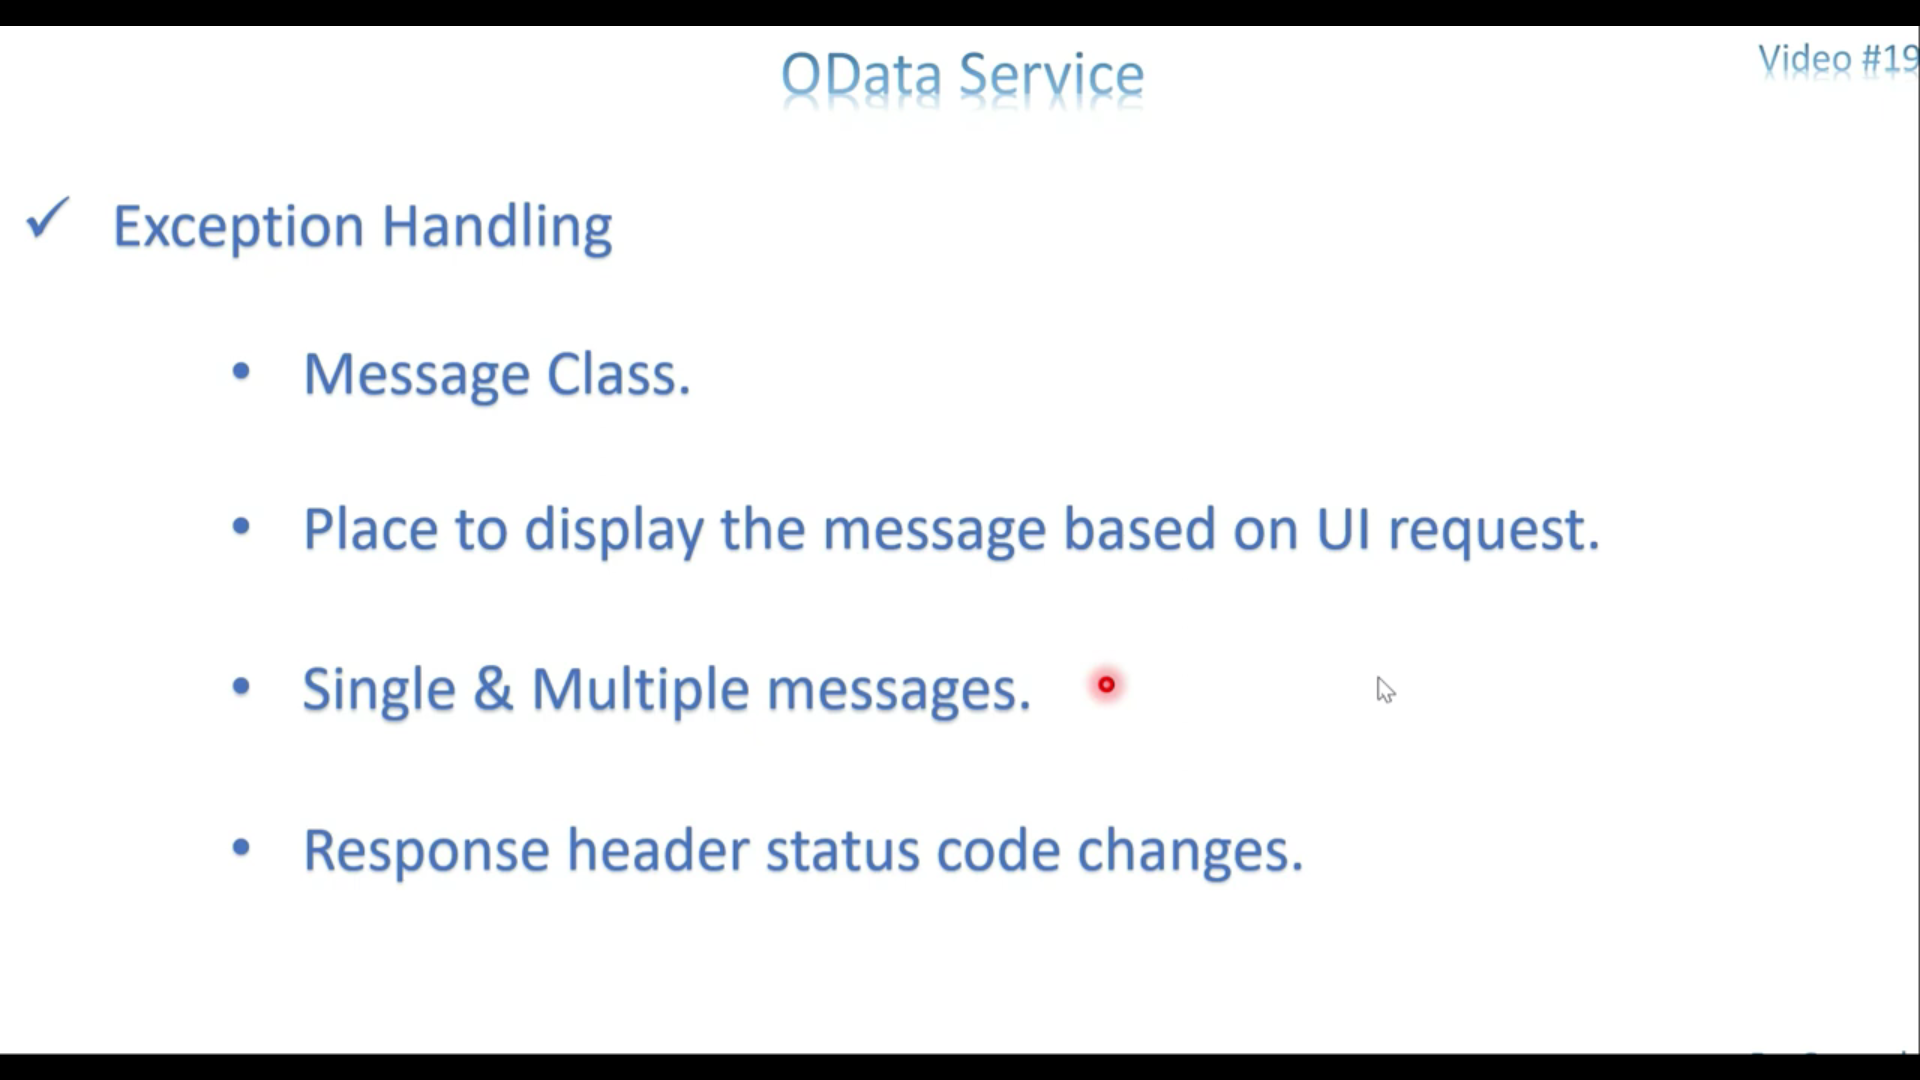 OData Service
Video #19
Exception Handling
Message Class.
Place to display the message based on UI request.
Single & Multiple messages.
Response header status code changes.